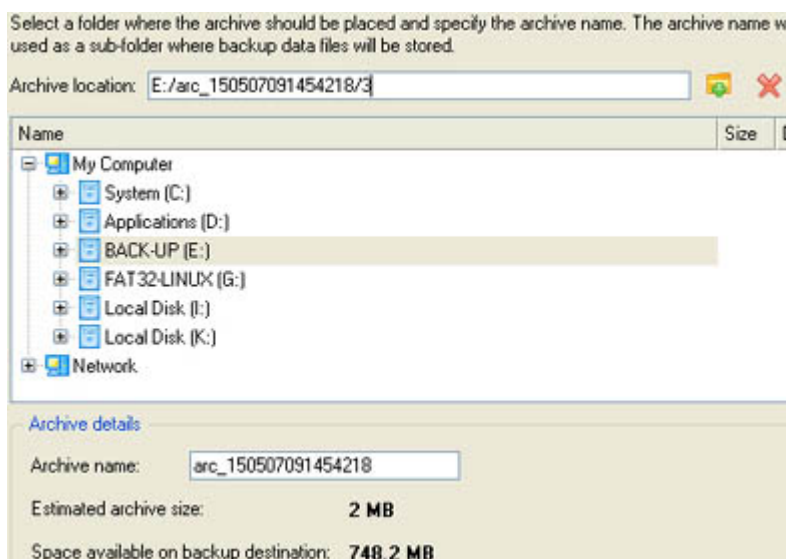 Select a folder where the archive should be placed and specify the archive name. The archive name
used as a sub-folder where backup data files will be stored.
Archive location: E:/arc_150507091454218/3
Name Size
My Computer
System (C:)
Applications (D:)
BACK-UP (E:)
FAT32-LINUX (G:)
Local Disk (I:)
Local Disk (K:)
Network
Archive details
Archive name: arc_150507091454218
Estimated archive size: 2 MB
Space available on backup destination: 748.2 MB